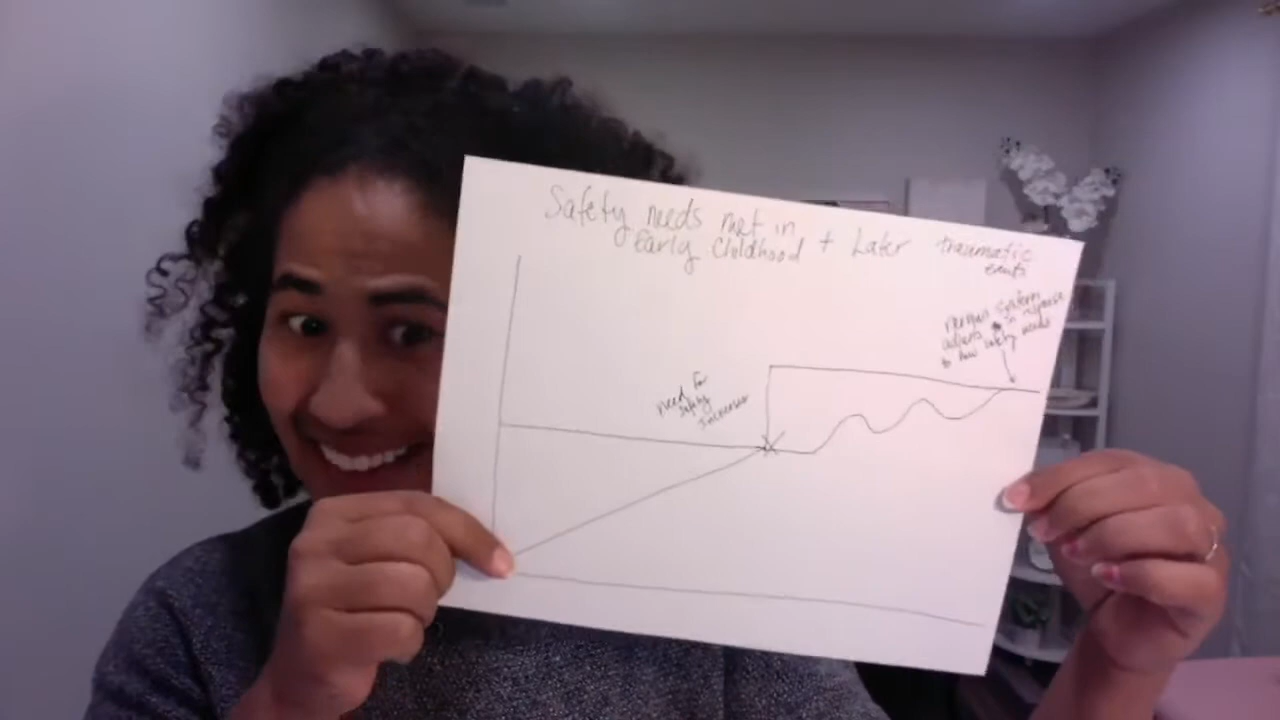 Safety needs met in
Early Childhood + Later traumatic
events
need for
safety
increases
nervous system
adjusts in response
to how safety needs